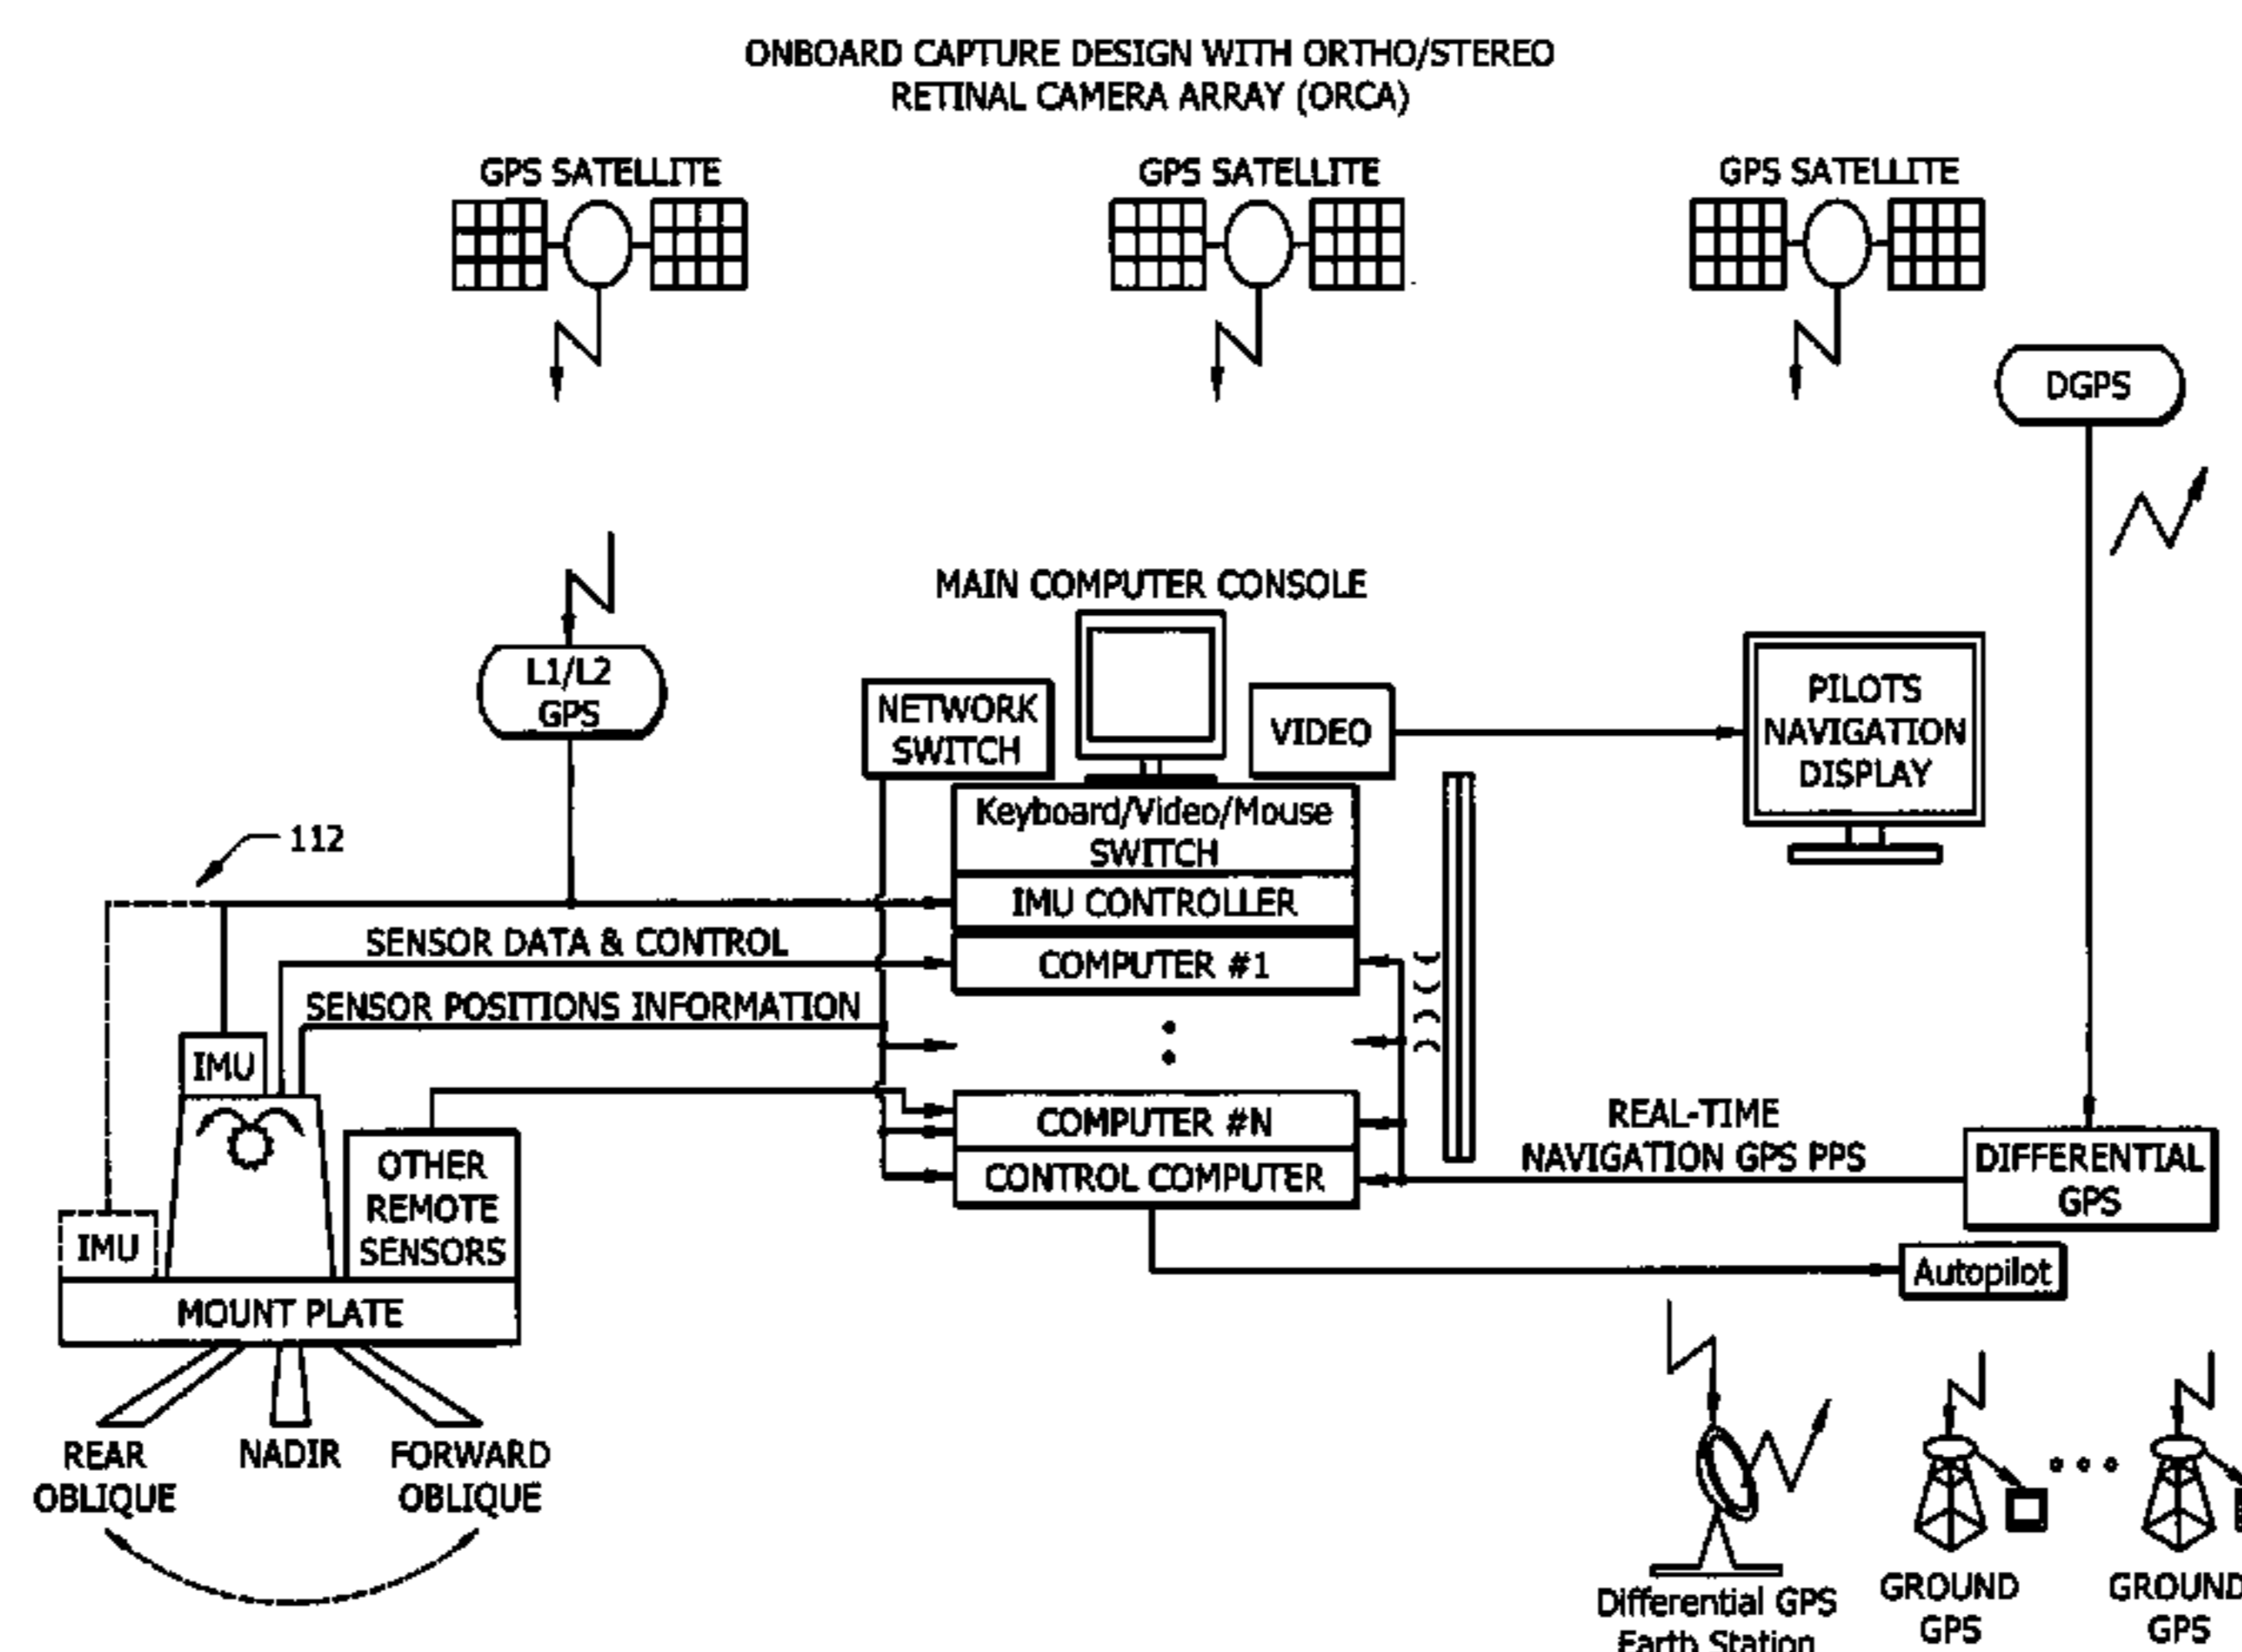 ONBOARD CAPTURE DESIGN WITH ORTHO/STEREO
RETINAL CAMERA ARRAY (ORCA)
GPS SATELLITE
GPS SATELLITE
GPS SATELLITE
DGPS
MAIN COMPUTER CONSOLE
L1/L2
GPS
NETWORK
SWITCH
VIDEO
PILOTS
NAVIGATION
DISPLAY
Keyboard/Video/Mouse
SWITCH
112
IMU CONTROLLER
SENSOR DATA & CONTROL
COMPUTER #1
SENSOR POSITIONS INFORMATION
IMU
COMPUTER #N
REAL-TIME
NAVIGATION GPS PPS
CONTROL COMPUTER
DIFFERENTIAL
GPS
OTHER
REMOTE
SENSORS
IMU
Autopilot
MOUNT PLATE
REAR
OBLIQUE
NADIR
FORWARD
OBLIQUE
Differential GPS
Earth Station
GROUND
GPS
GROUND
GPS